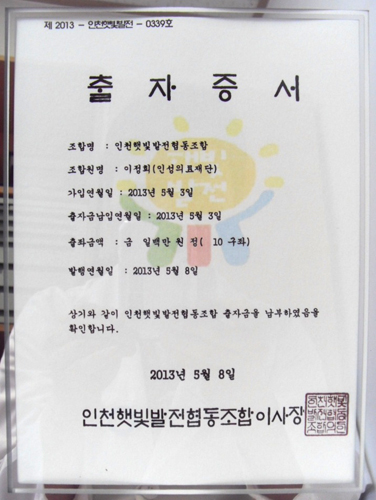 제 2013 - 인천햇빛발전 - 0339호
출 자 증 서
조합명 : 인천햇빛발전협동조합
조합원명 : 이정희(인성의료재단)
가입연월일 : 2013년 5월 3일
출자금납입연월일 : 2013년 5월 3일
출좌금액 : 금 일백만 원 정( 10 구좌)
발행연월일 : 2013년 5월 8일
상기와 같이 인천햇빛발전협동조합 출자금을 납부하였음을
확인합니다.
2013년 5월 8일
인천햇빛발전협동조합이사장